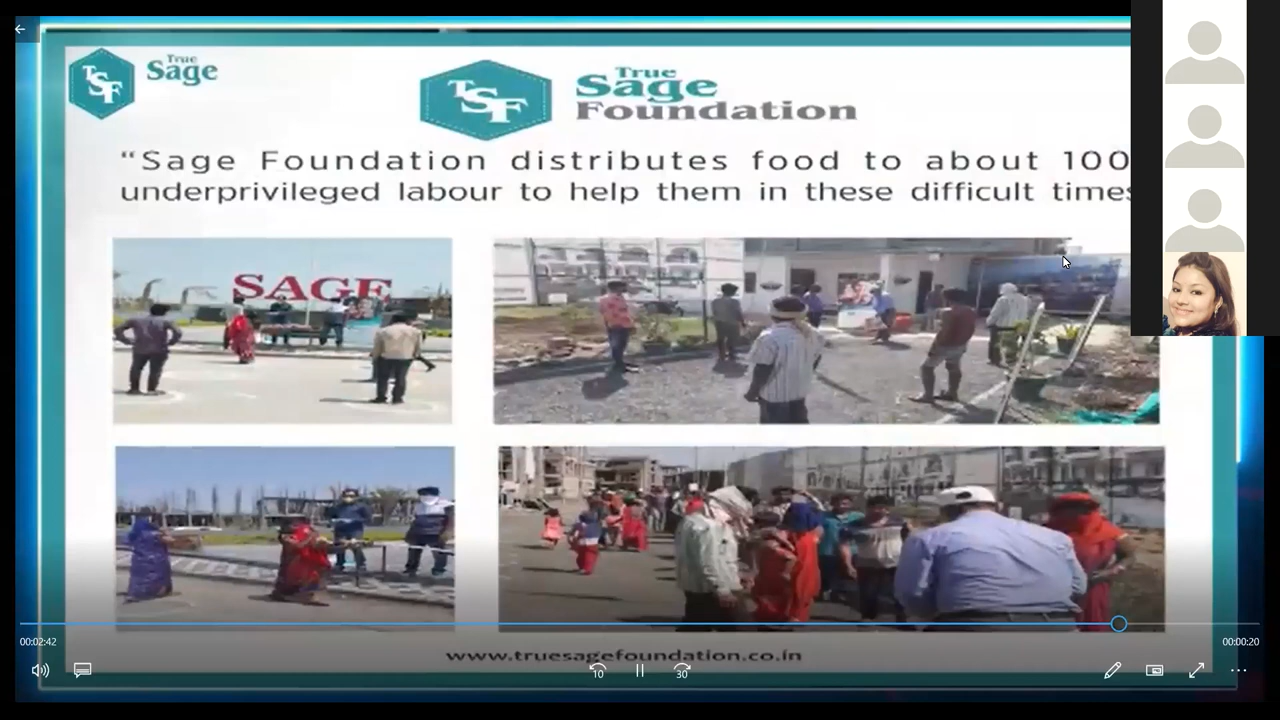 TSF
True
Sage
TSF
True
Sage
Foundation
“Sage Foundation distributes food to about 100
underprivileged labour to help them in these difficult times
SAGE
www.truesagefoundation.co.in
00:02:42
00:00:20
10
30